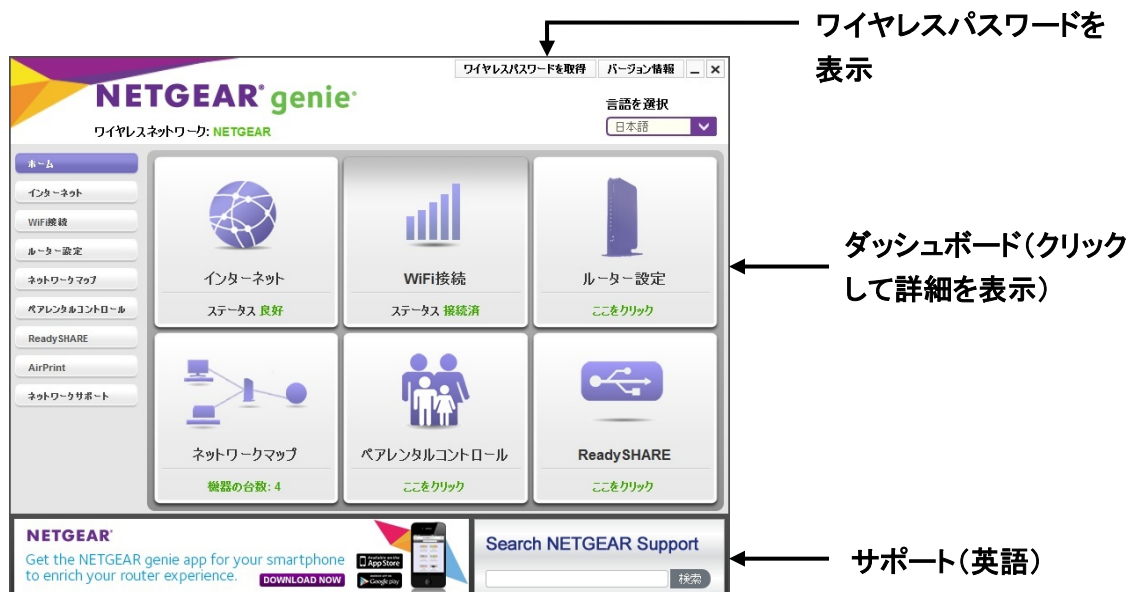 ワイヤレスパスワードを
表示
ワイヤレスパスワードを取得 バージョン情報
NETGEAR® genie®
言語を選択
日本語
ワイヤレスネットワーク: NETGEAR
ホーム
インターネット
WiFi接続
ルーター設定
ネットワークマップ
ペアレンタルコントロール
ReadySHARE
AirPrint
ネットワークサポート
インターネット
ステータス 良好
WiFi接続
ステータス 接続済
ルーター設定
ここをクリック
ネットワークマップ
機器の台数: 4
ペアレンタルコントロール
ここをクリック
ReadySHARE
ここをクリック
ダッシュボード(クリック
して詳細を表示)
NETGEAR®
Get the NETGEAR genie app for your smartphone
to enrich your router experience.
DOWNLOAD NOW
Available on the
App Store
Google play
Search NETGEAR Support
検索
サポート(英語)